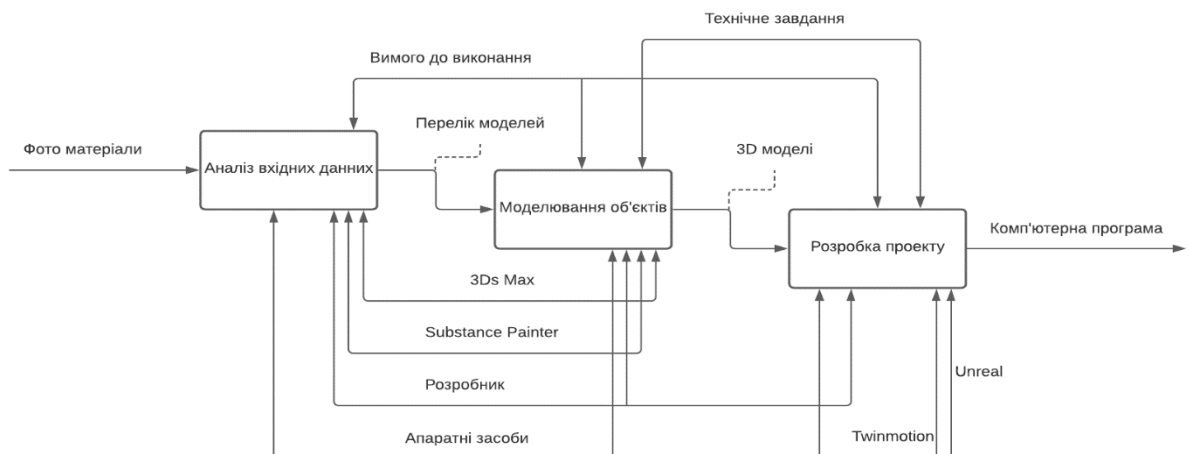 Технічне завдання
Вимого до виконання
Перелік моделей
Фото матеріали
3D моделі
Аналіз вхідних данних
Моделювання об'єктів
Комп'ютерна програма
Розробка проекту
3Ds Max
Substance Painter
Unreal
Розробник
Апаратні засоби
Twinmotion